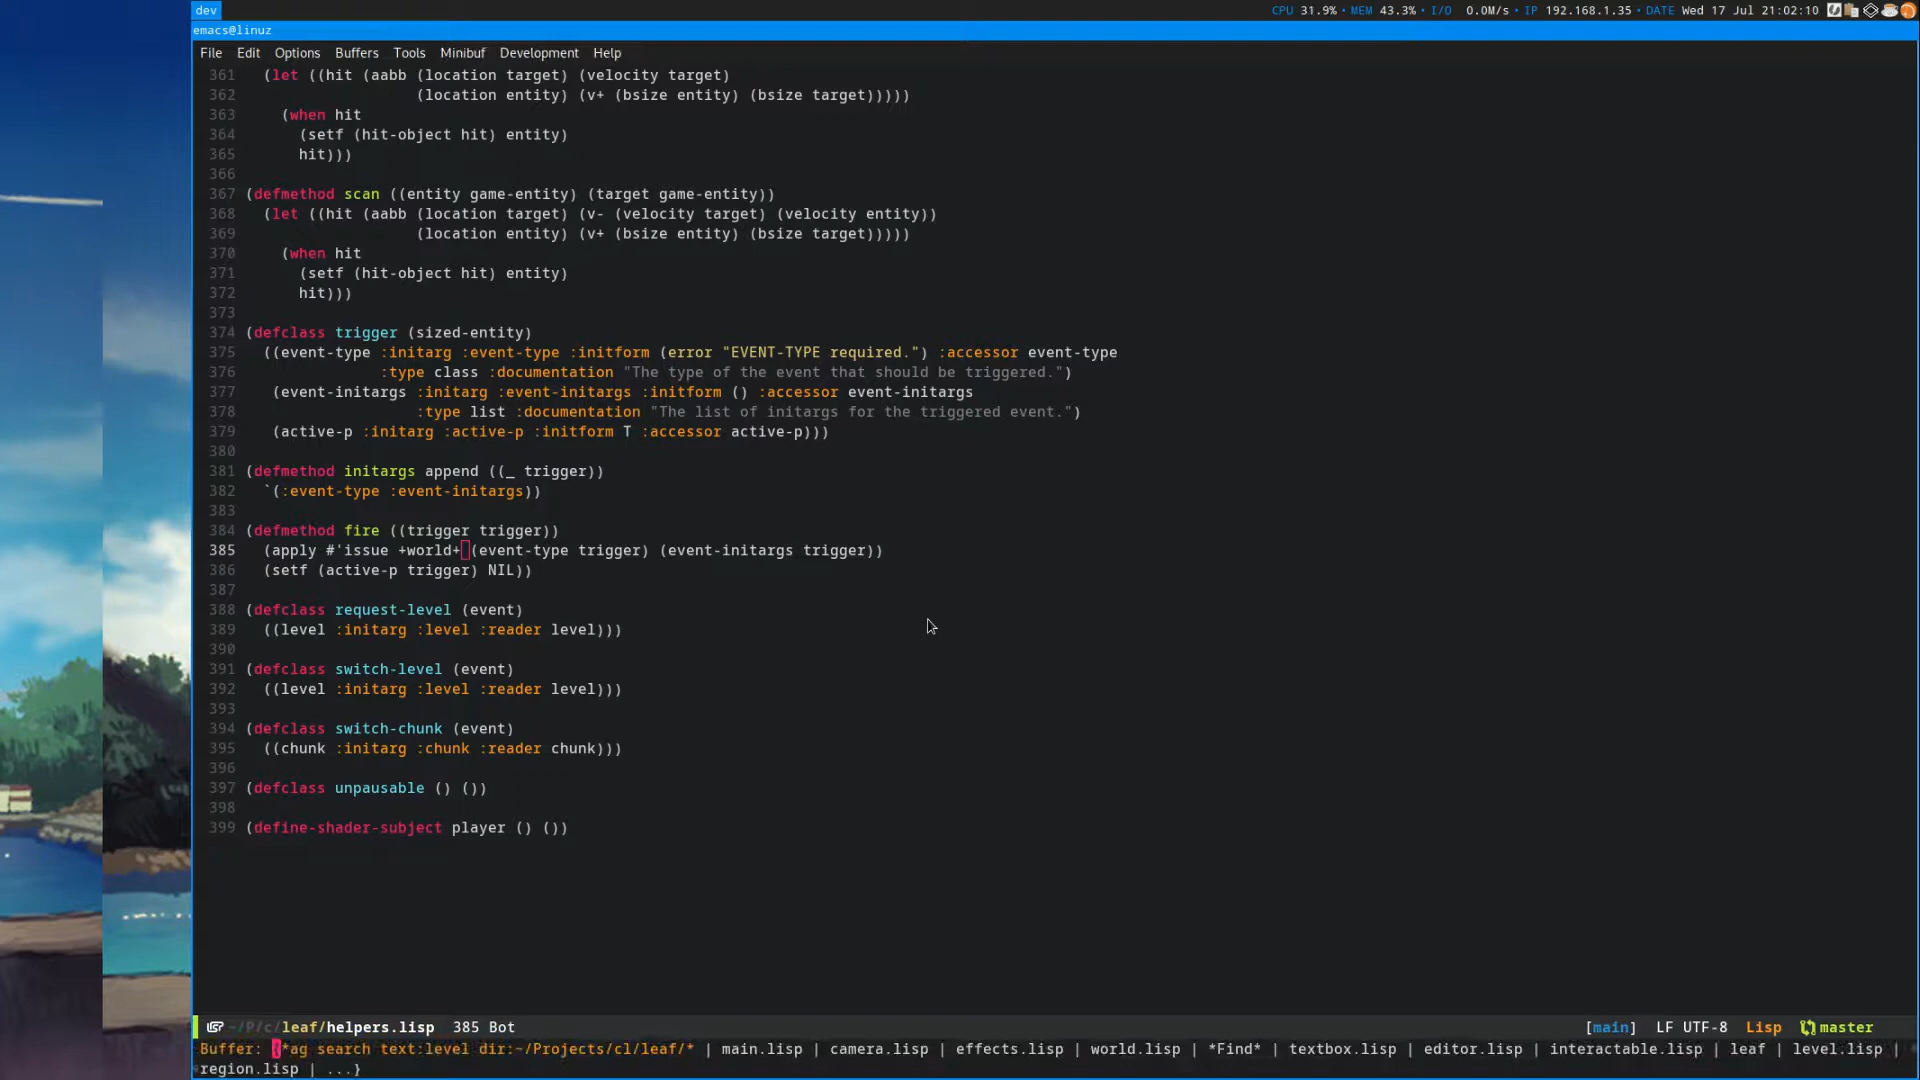 dev
CPU 31.9% · MEM 43.3% · I/O 0.0M/s · IP 192.168.1.35 · DATE Wed 17 Jul 21:02:10
emacs@linuz
File Edit Options Buffers Tools Minibuf Development Help
361   (let ((hit (aabb (location target) (velocity target)
362                    (location entity) (v+ (bsize entity) (bsize target)))))
363     (when hit
364       (setf (hit-object hit) entity)
365       hit)))
366
367 (defmethod scan ((entity game-entity) (target game-entity))
368   (let ((hit (aabb (location target) (v- (velocity target) (velocity entity))
369                    (location entity) (v+ (bsize entity) (bsize target)))))
370     (when hit
371       (setf (hit-object hit) entity)
372       hit)))
373
374 (defclass trigger (sized-entity)
375   ((event-type :initarg :event-type :initform (error "EVENT-TYPE required.") :accessor event-type
376                :type class :documentation "The type of the event that should be triggered.")
377    (event-initargs :initarg :event-initargs :initform () :accessor event-initargs
378                    :type list :documentation "The list of initargs for the triggered event.")
379    (active-p :initarg :active-p :initform T :accessor active-p)))
380
381 (defmethod initargs append ((_ trigger))
382   `(:event-type :event-initargs))
383
384 (defmethod fire ((trigger trigger))
385   (apply #'issue +world+ (event-type trigger) (event-initargs trigger))
386   (setf (active-p trigger) NIL))
387
388 (defclass request-level (event)
389   ((level :initarg :level :reader level)))
390
391 (defclass switch-level (event)
392   ((level :initarg :level :reader level)))
393
394 (defclass switch-chunk (event)
395   ((chunk :initarg :chunk :reader chunk)))
396
397 (defclass unpausable () ())
398
399 (define-shader-subject player () ())
~/P/c/leaf/helpers.lisp 385 Bot [main] LF UTF-8 Lisp master
Buffer: {*ag search text:level dir:~/Projects/cl/leaf/* | main.lisp | camera.lisp | effects.lisp | world.lisp | *Find* | textbox.lisp | editor.lisp | interactable.lisp | leaf | level.lisp |
region.lisp | ...}